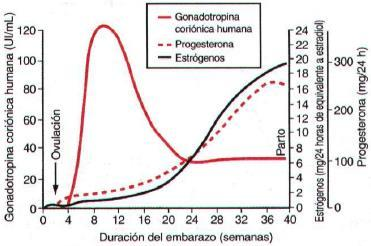 Gonadotropina coriónica humana (UI/mL)
120
100
80
60
40
20
0
Ovulación
Gonadotropina
coriónica humana
Progesterona
Estrógenos
Parto
24
22
20
18
16
14
12
10
8
6
4
2
0
Estrógenos (mg/24 horas de equivalente a estradiol)
300
200
100
0
Progesterona (mg/24 h)
0 4 8 12 16 20 24 28 32 36 40
Duración del embarazo (semanas)